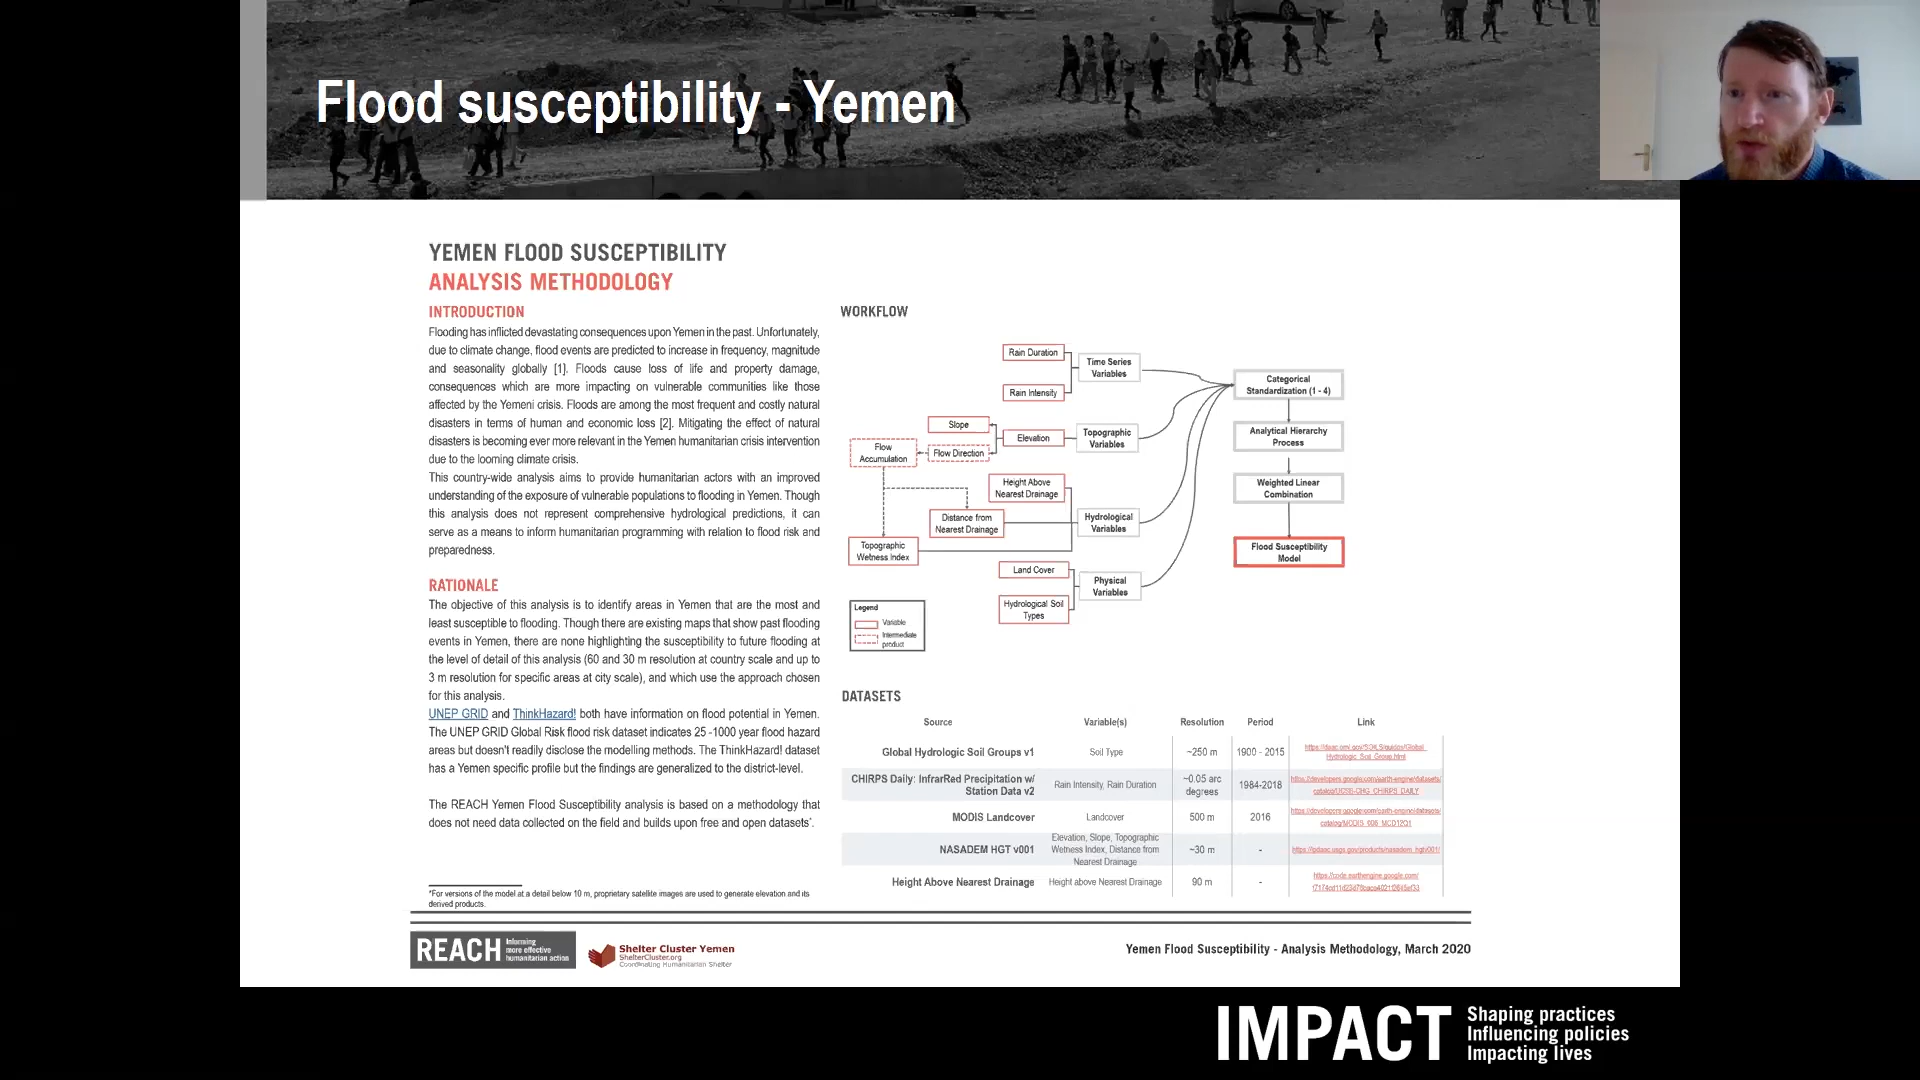 Flood susceptibility - Yemen
YEMEN FLOOD SUSCEPTIBILITY
ANALYSIS METHODOLOGY
INTRODUCTION
Flooding has inflicted devastating consequences upon Yemen in the past. Unfortunately,
due to climate change, flood events are predicted to increase in frequency, magnitude
and seasonality globally [1]. Floods cause loss of life and property damage,
consequences which are more impacting on vulnerable communities like those
affected by the Yemeni crisis. Floods are among the most frequent and costly natural
disasters in terms of human and economic loss [2]. Mitigating the effect of natural
disasters is becoming ever more relevant in the Yemen humanitarian crisis intervention
due to the looming climate crisis.
This country-wide analysis aims to provide humanitarian actors with an improved
understanding of the exposure of vulnerable populations to flooding in Yemen. Though
this analysis does not represent comprehensive hydrological predictions, it can
serve as a means to inform humanitarian programming with relation to flood risk and
preparedness.
RATIONALE
The objective of this analysis is to identify areas in Yemen that are the most and
least susceptible to flooding. Though there are existing maps that show past flooding
events in Yemen, there are none highlighting the susceptibility to future flooding at
the level of detail of this analysis (60 and 30 m resolution at country scale and up to
3 m resolution for specific areas at city scale), and which use the approach chosen
for this analysis.
UNEP GRID and ThinkHazard! both have information on flood potential in Yemen.
The UNEP GRID Global Risk flood risk dataset indicates 25 -1000 year flood hazard
areas but doesn't readily disclose the modelling methods. The ThinkHazard! dataset
has a Yemen specific profile but the findings are generalized to the district-level.
The REACH Yemen Flood Susceptibility analysis is based on a methodology that
does not need data collected on the field and builds upon free and open datasets*.
*For versions of the model at a detail below 10 m, proprietary satellite images are used to generate elevation and its
derived products.
WORKFLOW
Rain Duration
Rain Intensity
Time Series
Variables
Slope
Elevation
Topographic
Variables
Flow
Accumulation
Flow Direction
Height Above
Nearest Drainage
Distance from
Nearest Drainage
Hydrological
Variables
Topographic
Wetness Index
Land Cover
Hydrological Soil
Types
Physical
Variables
Categorical
Standardization (1 - 4)
Analytical Hierarchy
Process
Weighted Linear
Combination
Flood Susceptibility
Model
Legend
Variable
Intermediate
product
DATASETS
Source Variable(s) Resolution Period Link
Global Hydrologic Soil Groups v1 Soil Type ~250 m 1900 - 2015
CHIRPS Daily: InfrarRed Precipitation w/
Station Data v2 Rain Intensity, Rain Duration ~0.05 arc
degrees 1984-2018
MODIS Landcover Landcover 500 m 2016
NASADEM HGT v001 Elevation, Slope, Topographic
Wetness Index, Distance from
Nearest Drainage ~30 m -
Height Above Nearest Drainage Height above Nearest Drainage 90 m -
REACH Informing
more effective
humanitarian action
Shelter Cluster Yemen
ShelterCluster.org
Coordinating Humanitarian Shelter
Yemen Flood Susceptibility - Analysis Methodology, March 2020
IMPACT Shaping practices
Influencing policies
Impacting lives